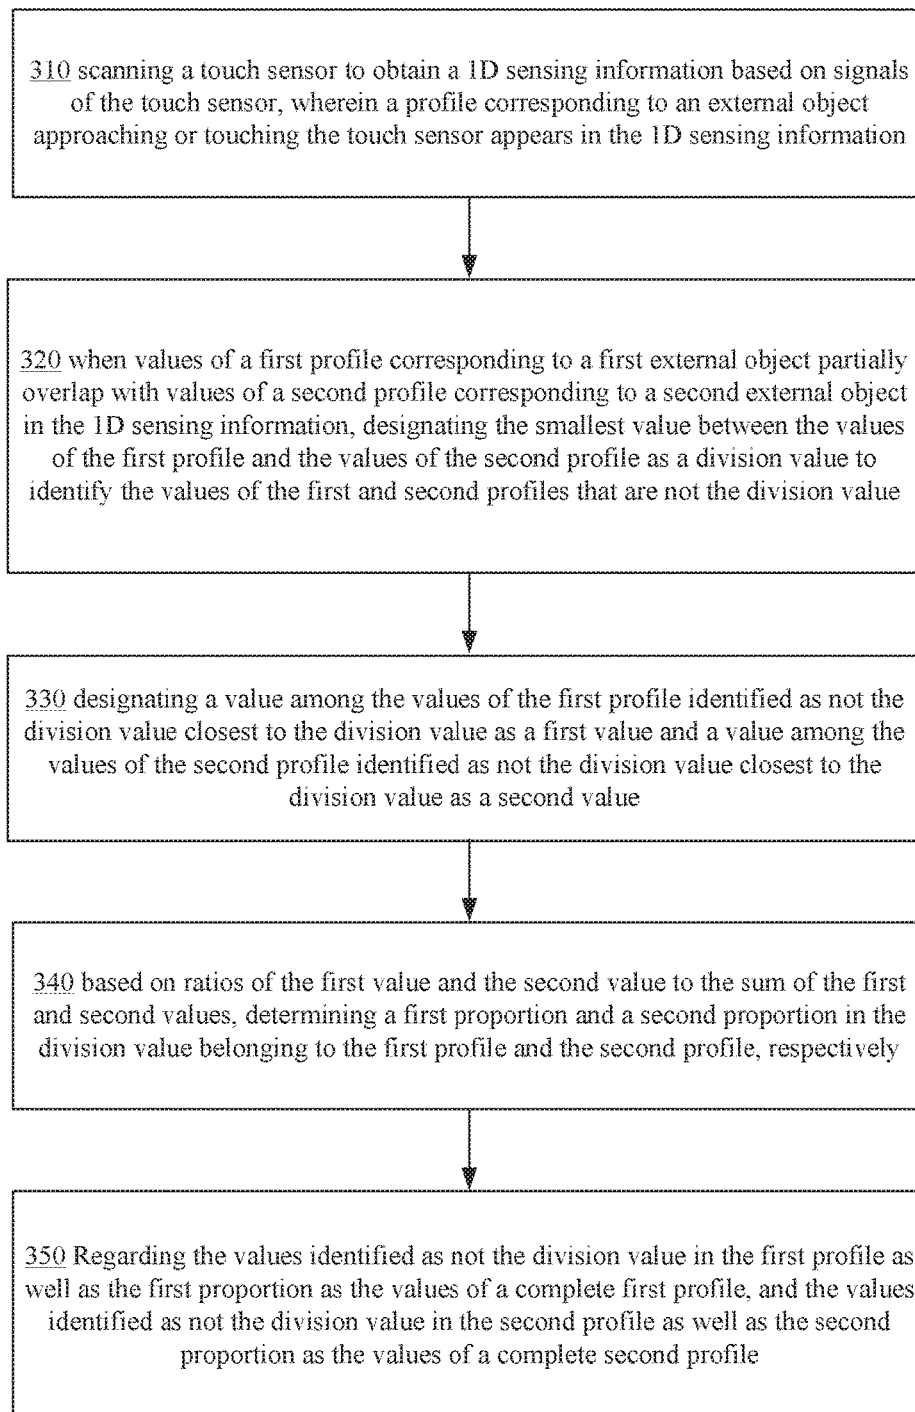 310 scanning a touch sensor to obtain a 1D sensing information based on signals
of the touch sensor, wherein a profile corresponding to an external object
approaching or touching the touch sensor appears in the 1D sensing information
320 when values of a first profile corresponding to a first external object partially
overlap with values of a second profile corresponding to a second external object
in the 1D sensing information, designating the smallest value between the values
of the first profile and the values of the second profile as a division value to
identify the values of the first and second profiles that are not the division value
330 designating a value among the values of the first profile identified as not the
division value closest to the division value as a first value and a value among the
values of the second profile identified as not the division value closest to the
division value as a second value
340 based on ratios of the first value and the second value to the sum of the first
and second values, determining a first proportion and a second proportion in the
division value belonging to the first profile and the second profile, respectively
350 Regarding the values identified as not the division value in the first profile as
well as the first proportion as the values of a complete first profile, and the values
identified as not the division value in the second profile as well as the second
proportion as the values of a complete second profile